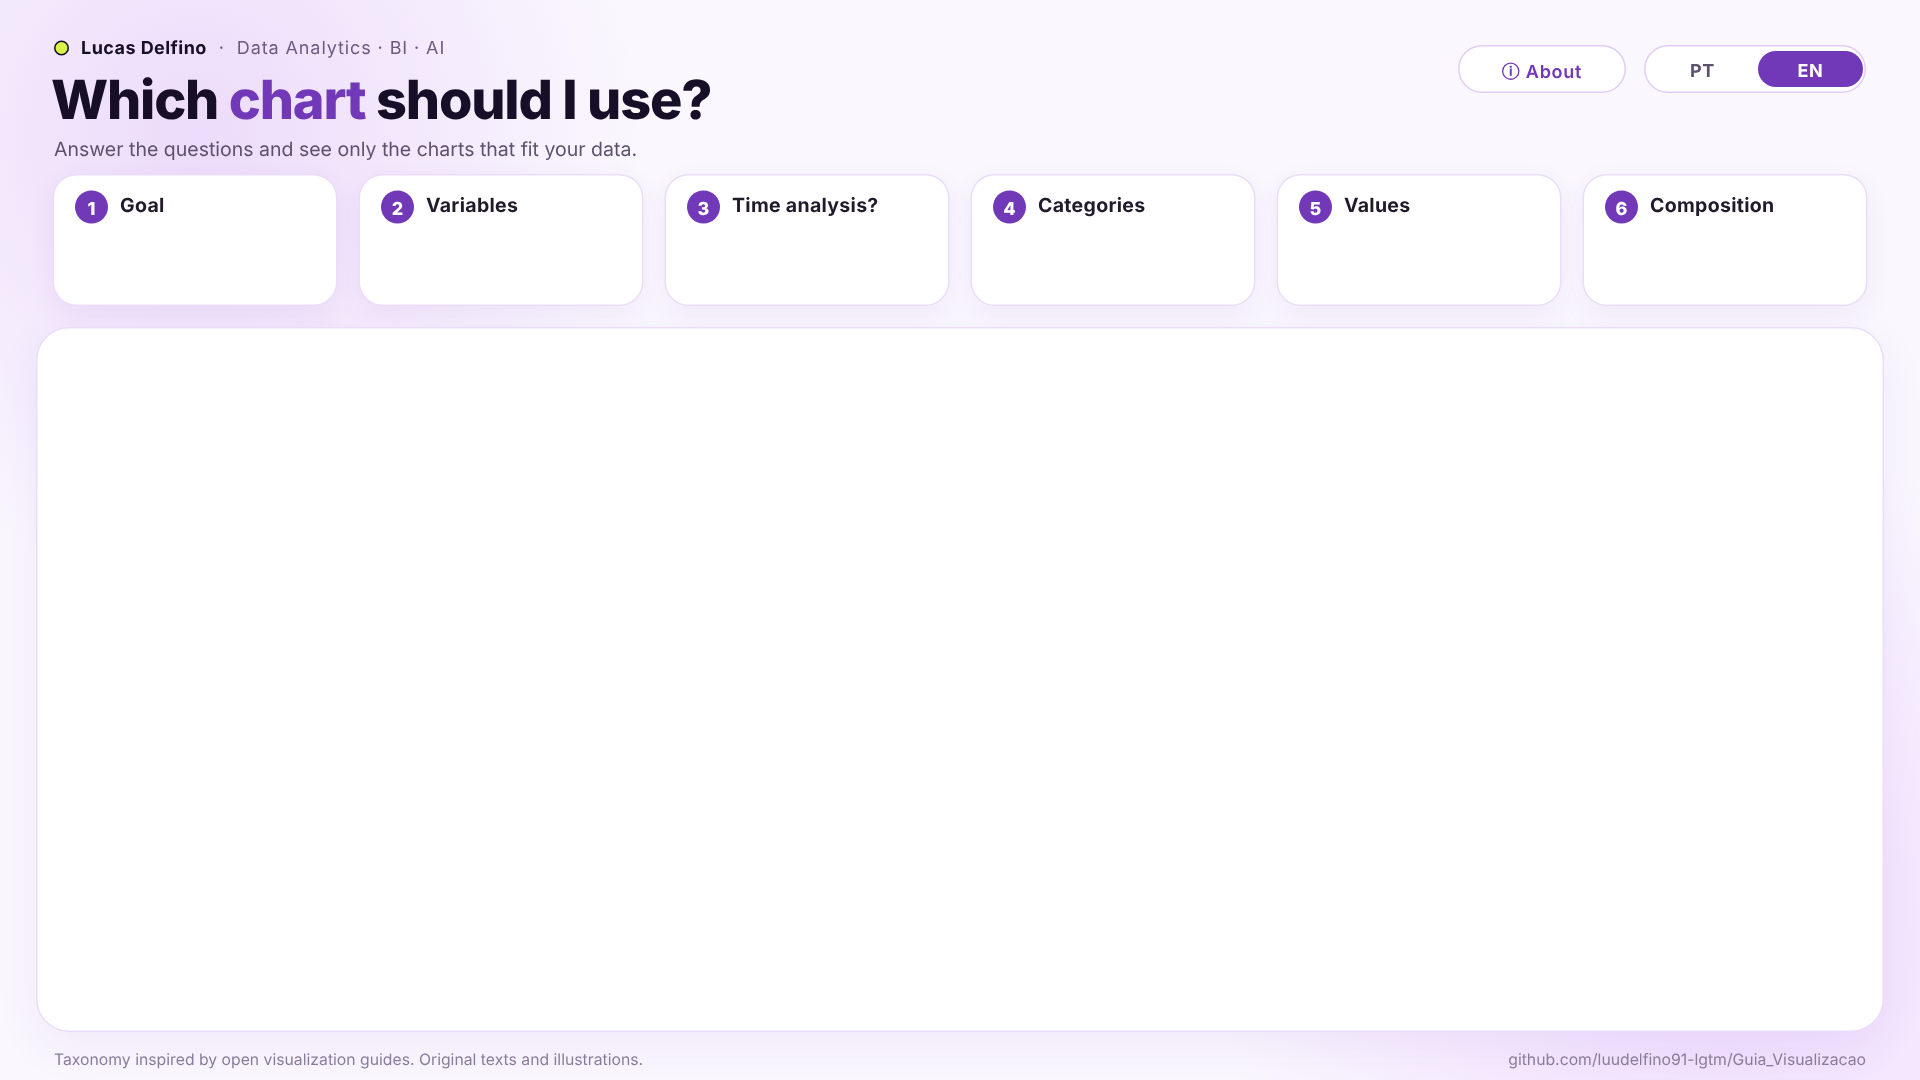 Lucas Delfino · Data Analytics · BI · AI
Which chart should I use?
Answer the questions and see only the charts that fit your data.
ⓘ About
PT
EN
1 Goal
2 Variables
3 Time analysis?
4 Categories
5 Values
6 Composition
Taxonomy inspired by open visualization guides. Original texts and illustrations.
github.com/luudelfino91-lgtm/Guia_Visualizacao